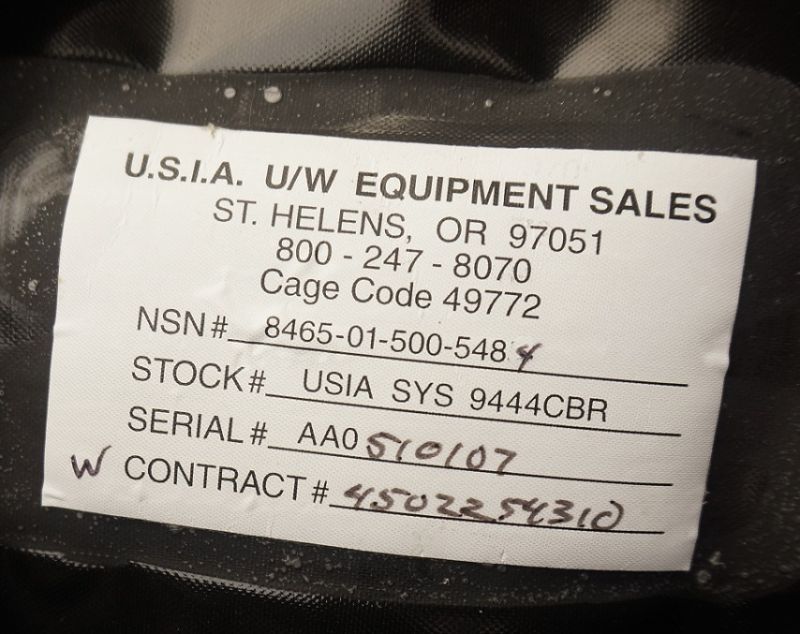 U.S.I.A. U/W EQUIPMENT SALES
ST. HELENS, OR 97051
800 - 247 - 8070
Cage Code 49772
NSN# 8465-01-500-5484
STOCK# USIA SYS 9444CBR
SERIAL# AA0510107
W CONTRACT# 4502254310